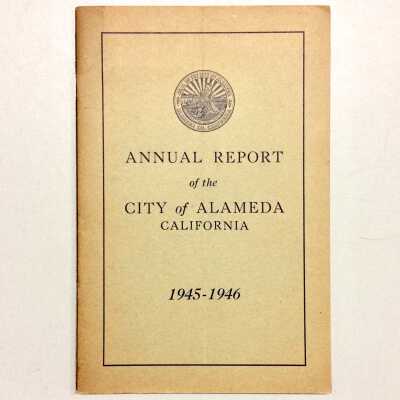 ANNUAL REPORT
of the
CITY of ALAMEDA
CALIFORNIA
1945-1946